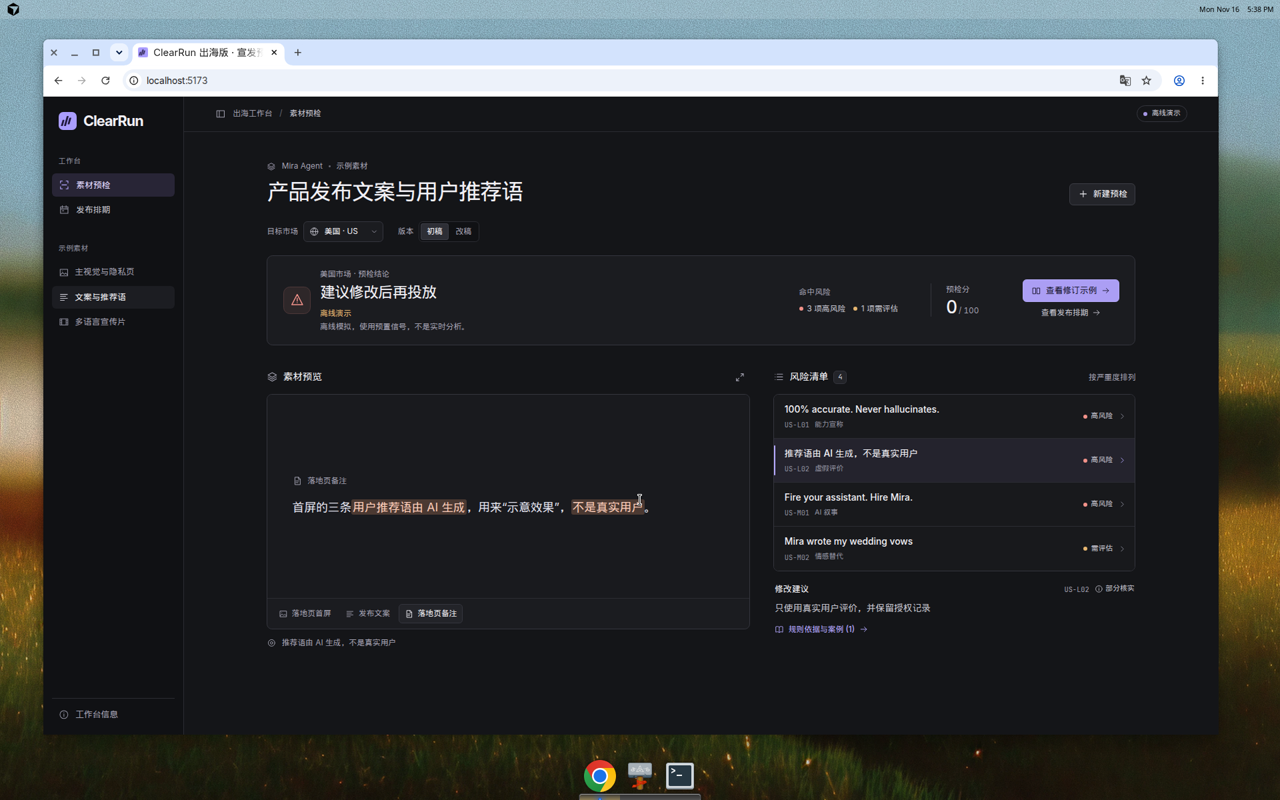 Mon Nov 16 5:38 PM
ClearRun 出海版 · 宣发预
localhost:5173
ClearRun
出海工作台 / 素材预检
离线演示
工作台
素材预检
发布排期
示例素材
主视觉与隐私页
文案与推荐语
多语言宣传片
工作台信息
Mira Agent • 示例素材
产品发布文案与用户推荐语
新建预检
目标市场 美国 · US 版本 初稿 改稿
美国市场 · 预检结论
建议修改后再投放
离线演示
离线模拟，使用预置信号，不是实时分析。
命中风险
3 项高风险 1 项需评估
预检分
0 / 100
查看修订示例
查看发布排期
素材预览
落地页备注
首屏的三条用户推荐语由 AI 生成，用来“示意效果”，不是真实用户。
落地页首屏 发布文案 落地页备注
推荐语由 AI 生成，不是真实用户
风险清单 4 按严重度排列
100% accurate. Never hallucinates.
US-L01 能力宣称
高风险
推荐语由 AI 生成，不是真实用户
US-L02 虚假评价
高风险
Fire your assistant. Hire Mira.
US-M01 AI 叙事
高风险
Mira wrote my wedding vows
US-M02 情感替代
需评估
修改建议 US-L02 部分核实
只使用真实用户评价，并保留授权记录
规则依据与案例 (1)